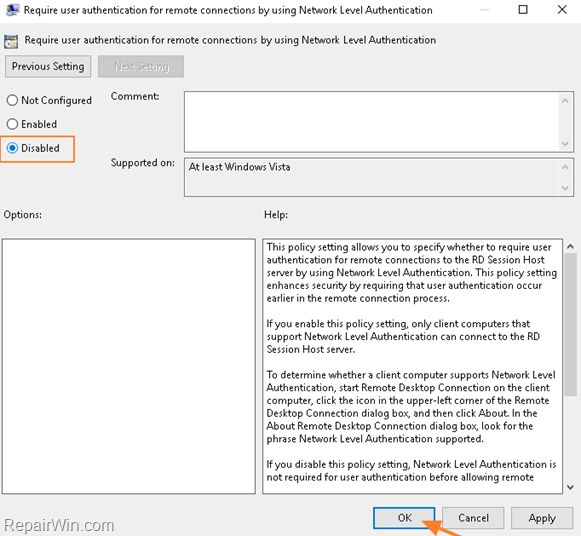 Require user authentication for remote connections by using Network Level Authentication
Require user authentication for remote connections by using Network Level Authentication
Previous Setting
Next Setting
Not Configured
Enabled
Disabled
Comment:
Supported on:
At least Windows Vista
Options:
Help:
This policy setting allows you to specify whether to require user
authentication for remote connections to the RD Session Host
server by using Network Level Authentication. This policy setting
enhances security by requiring that user authentication occur
earlier in the remote connection process.
If you enable this policy setting, only client computers that
support Network Level Authentication can connect to the RD
Session Host server.
To determine whether a client computer supports Network Level
Authentication, start Remote Desktop Connection on the client
computer, click the icon in the upper-left corner of the Remote
Desktop Connection dialog box, and then click About. In the
About Remote Desktop Connection dialog box, look for the
phrase Network Level Authentication supported.
If you disable this policy setting, Network Level Authentication is
not required for user authentication before allowing remote
OK
Cancel
Apply
RepairWin.com